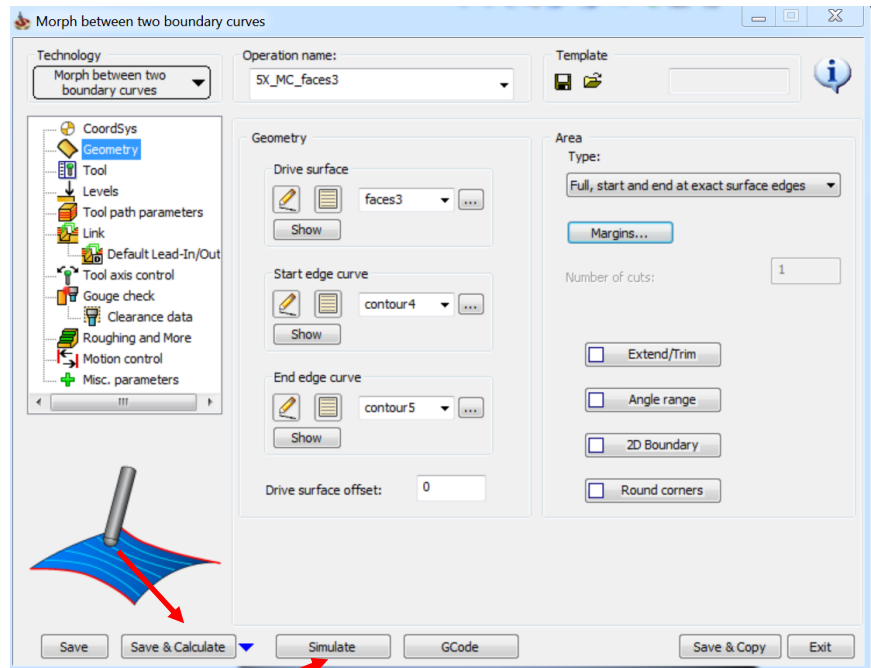 Morph between two boundary curves
Technology
Morph between two
boundary curves
Operation name:
5X_MC_faces3
Template
CoordSys
Geometry
Tool
Levels
Tool path parameters
Link
Default Lead-In/Out
Tool axis control
Gouge check
Clearance data
Roughing and More
Motion control
Misc. parameters
Geometry
Drive surface
faces3
...
Show
Start edge curve
contour4
...
Show
End edge curve
contour5
...
Show
Drive surface offset:
0
Area
Type:
Full, start and end at exact surface edges
Margins...
Number of cuts:
1
Extend/Trim
Angle range
2D Boundary
Round corners
Save
Save & Calculate
Simulate
GCode
Save & Copy
Exit